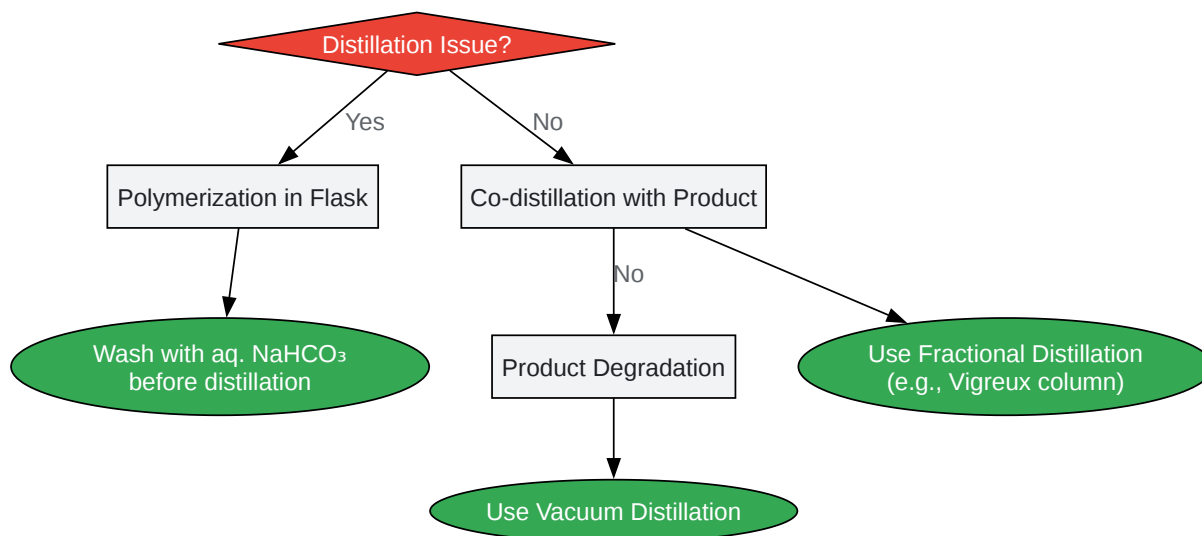 Distillation Issue?
Yes
No
Polymerization in Flask
Co-distillation with Product
No
Wash with aq. NaHCO₃
before distillation
Product Degradation
Use Fractional Distillation
(e.g., Vigreux column)
Use Vacuum Distillation